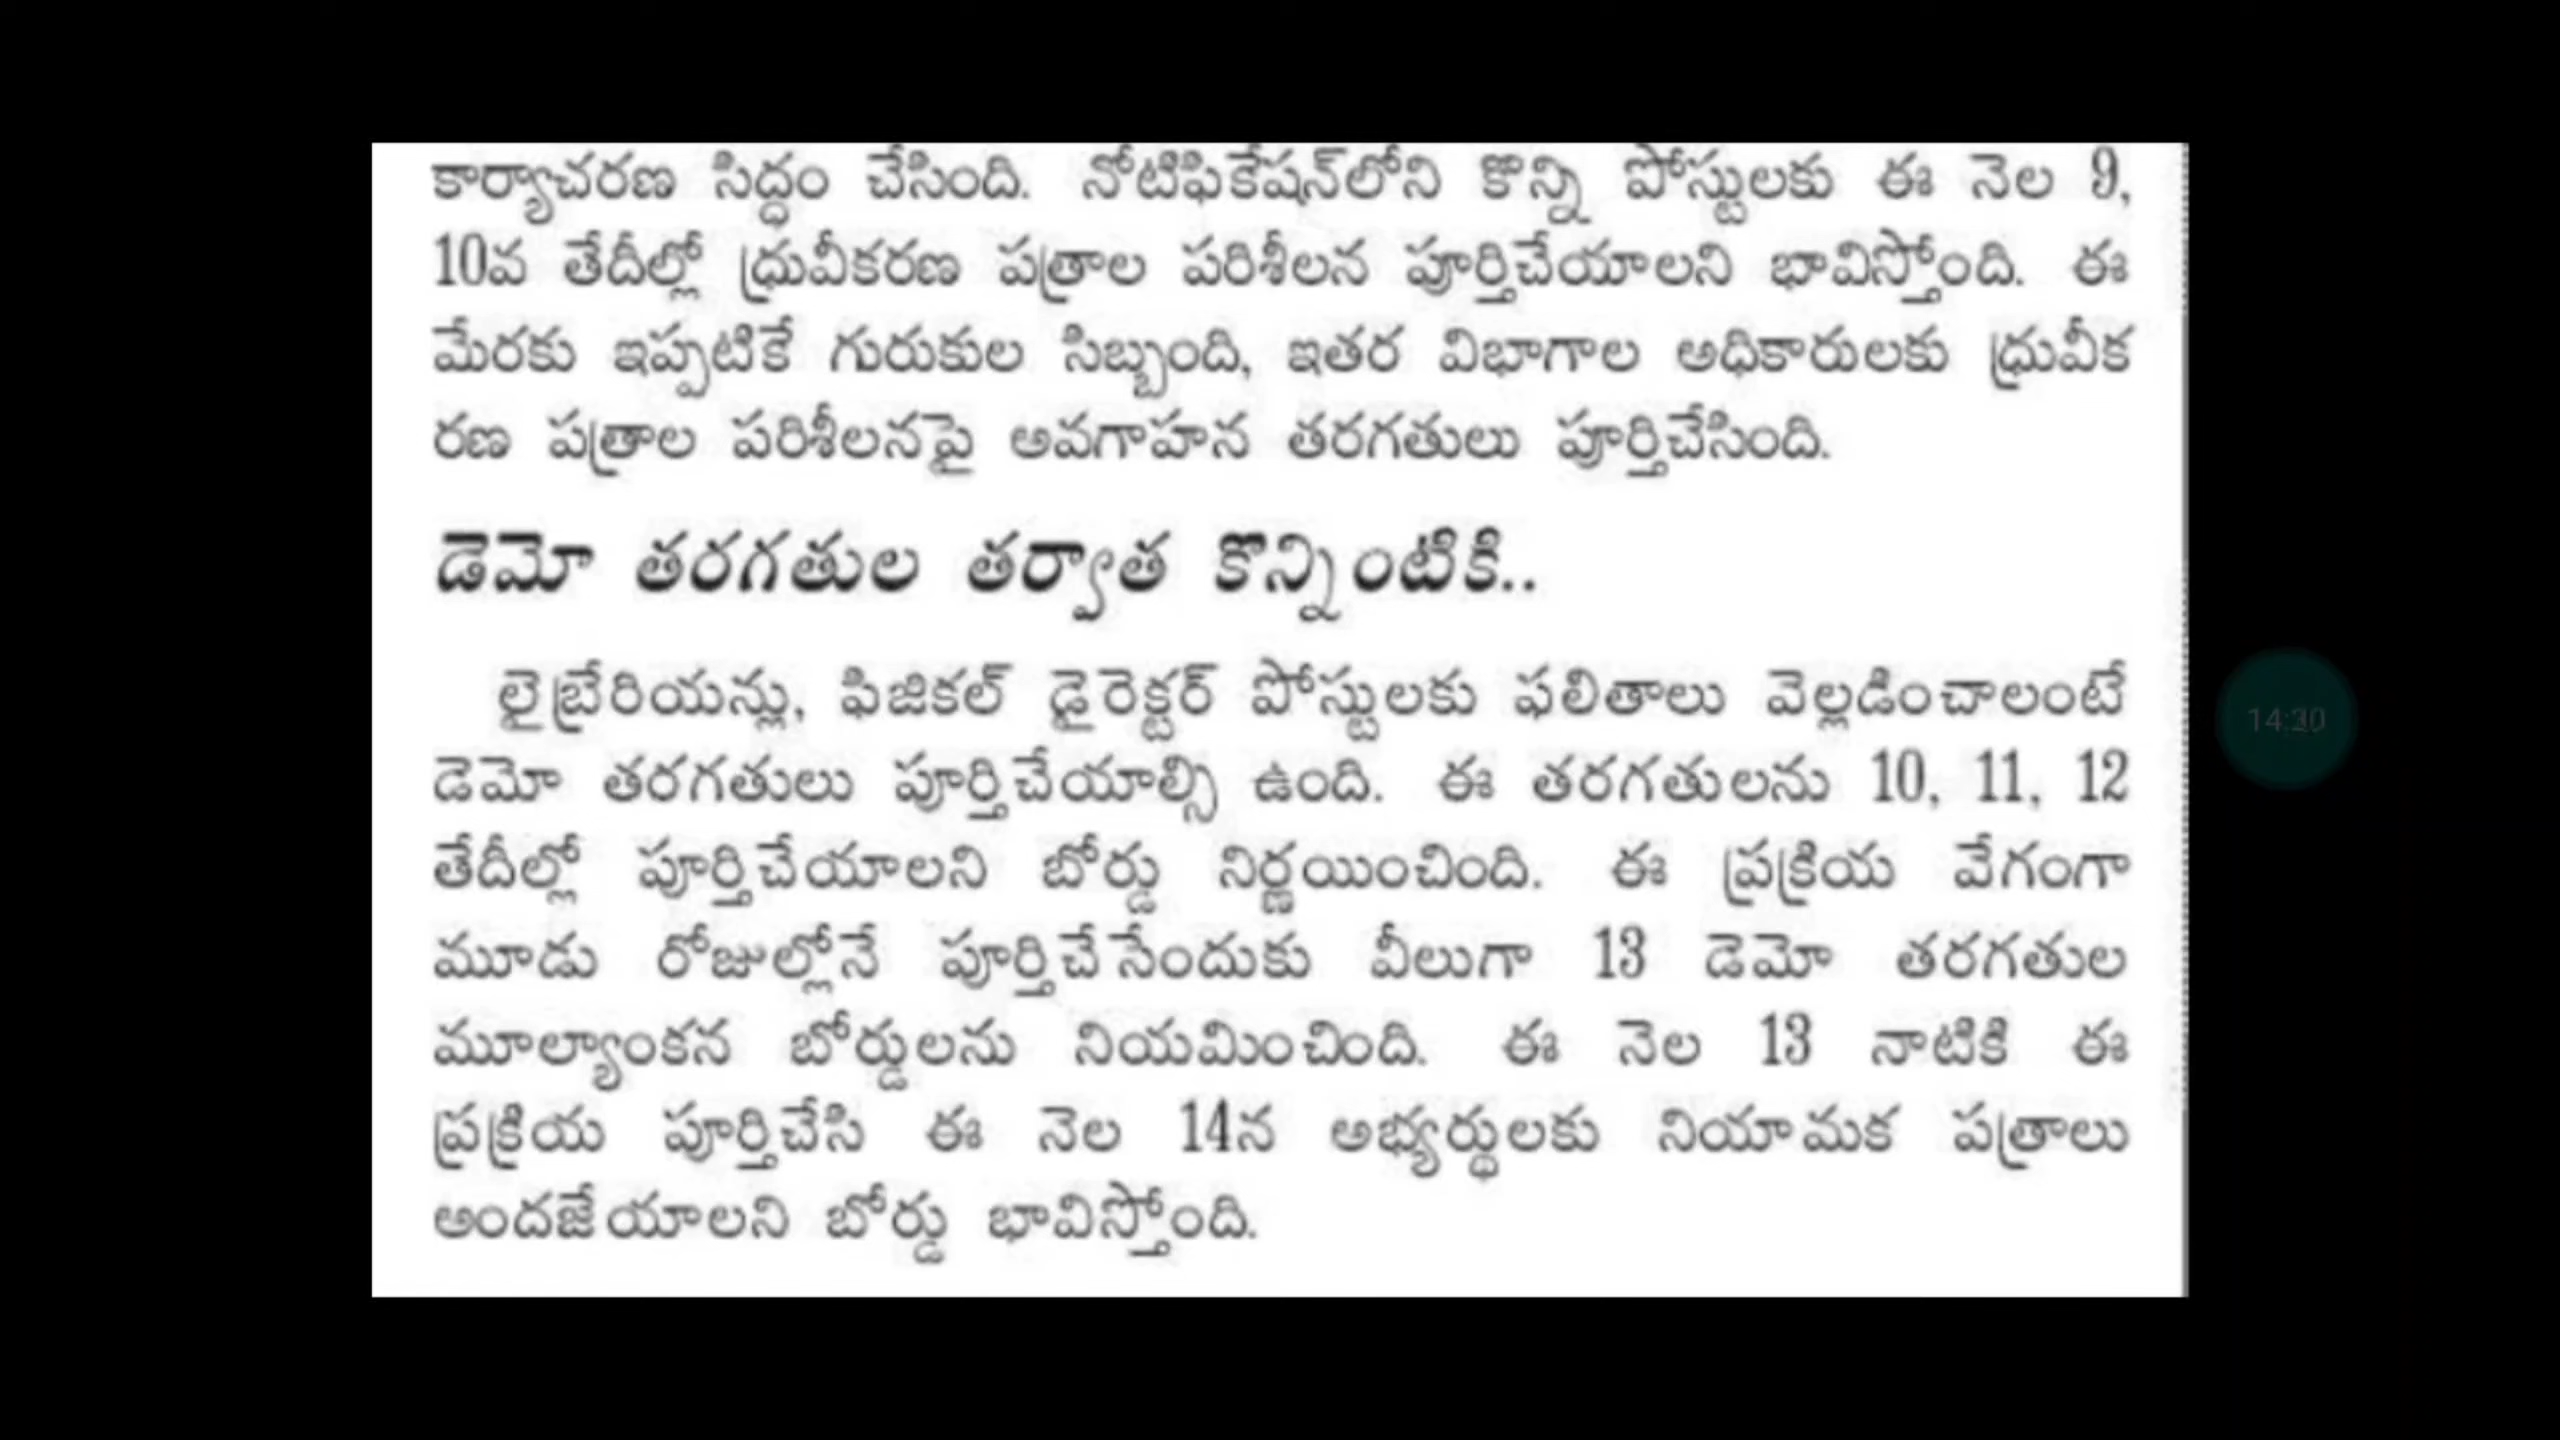 కార్యాచరణ సిద్ధం చేసింది. నోటిఫికేషన్‌లోని కొన్ని పోస్టులకు ఈ నెల 9,
10వ తేదీల్లో ధ్రువీకరణ పత్రాల పరిశీలన పూర్తిచేయాలని భావిస్తోంది. ఈ
మేరకు ఇప్పటికే గురుకుల సిబ్బంది, ఇతర విభాగాల అధికారులకు ధ్రువీక
రణ పత్రాల పరిశీలనపై అవగాహన తరగతులు పూర్తిచేసింది.
డెమో తరగతుల తర్వాత కొన్నింటికి..
లైబ్రేరియన్లు, ఫిజికల్ డైరెక్టర్ పోస్టులకు ఫలితాలు వెల్లడించాలంటే
డెమో తరగతులు పూర్తిచేయాల్సి ఉంది. ఈ తరగతులను 10, 11, 12
తేదీల్లో పూర్తిచేయాలని బోర్డు నిర్ణయించింది. ఈ ప్రక్రియ వేగంగా
మూడు రోజుల్లోనే పూర్తిచేసేందుకు వీలుగా 13 డెమో తరగతుల
మూల్యాంకన బోర్డులను నియమించింది. ఈ నెల 13 నాటికి ఈ
ప్రక్రియ పూర్తిచేసి ఈ నెల 14న అభ్యర్థులకు నియామక పత్రాలు
అందజేయాలని బోర్డు భావిస్తోంది.